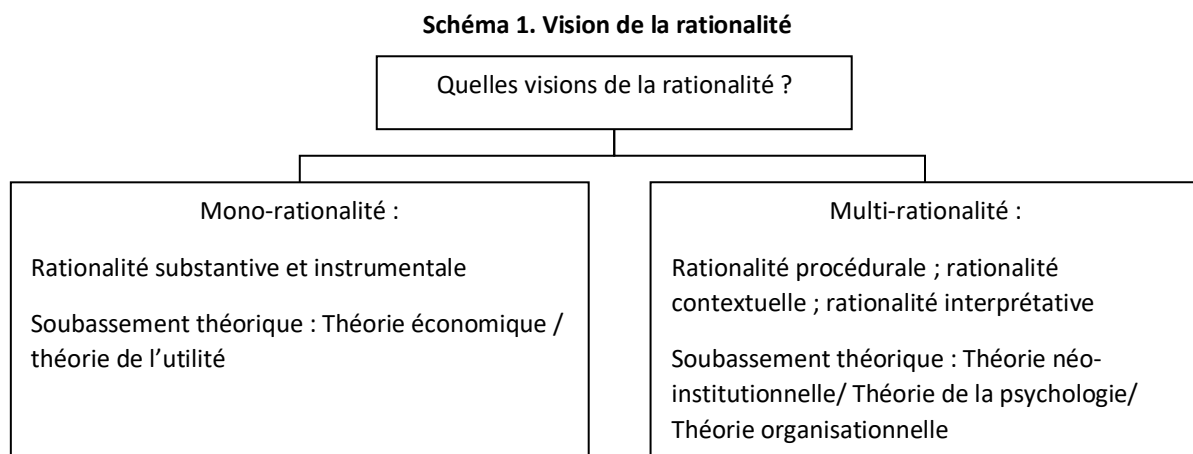 Schéma 1. Vision de la rationalité
Quelles visions de la rationalité ?
Mono-rationalité :
Rationalité substantive et instrumentale
Soubassement théorique : Théorie économique /
théorie de l’utilité
Multi-rationalité :
Rationalité procédurale ; rationalité
contextuelle ; rationalité interprétative
Soubassement théorique : Théorie néo-
institutionnelle/ Théorie de la psychologie/
Théorie organisationnelle